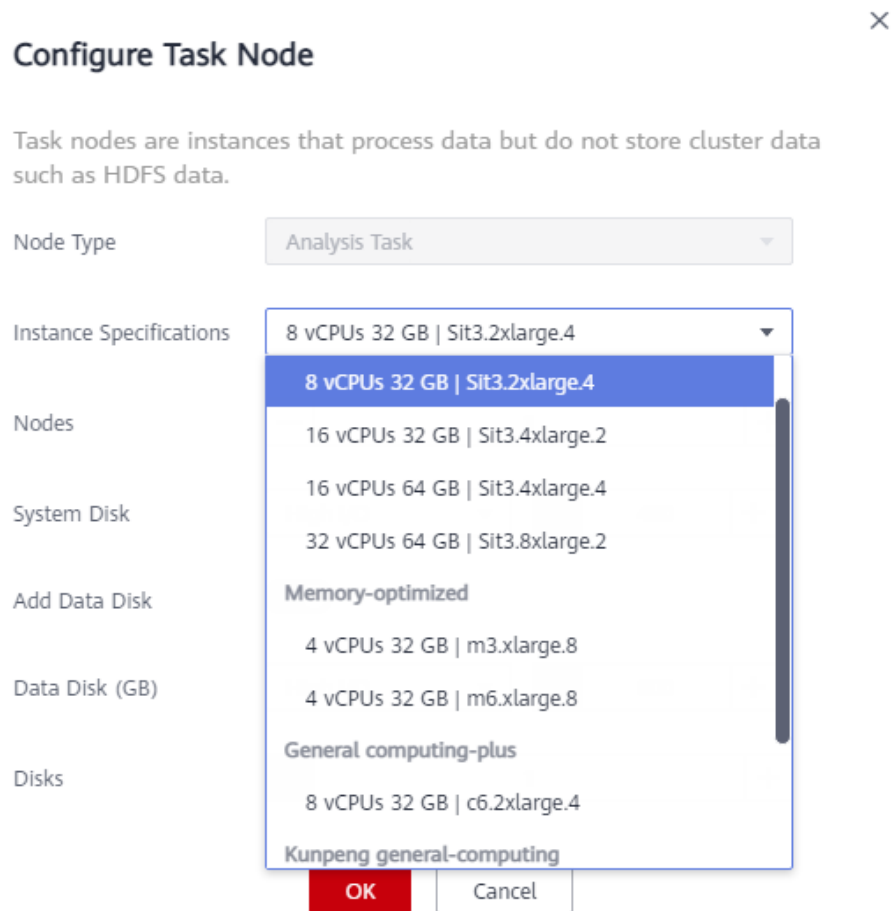 Configure Task Node
Task nodes are instances that process data but do not store cluster data
such as HDFS data.
Node Type
Analysis Task
Instance Specifications
8 vCPUs 32 GB | Sit3.2xlarge.4
8 vCPUs 32 GB | Sit3.2xlarge.4
Nodes
16 vCPUs 32 GB | Sit3.4xlarge.2
16 vCPUs 64 GB | Sit3.4xlarge.4
System Disk
32 vCPUs 64 GB | Sit3.8xlarge.2
Add Data Disk
Memory-optimized
4 vCPUs 32 GB | m3.xlarge.8
Data Disk (GB)
4 vCPUs 32 GB | m6.xlarge.8
General computing-plus
Disks
8 vCPUs 32 GB | c6.2xlarge.4
Kunpeng general-computing
OK
Cancel